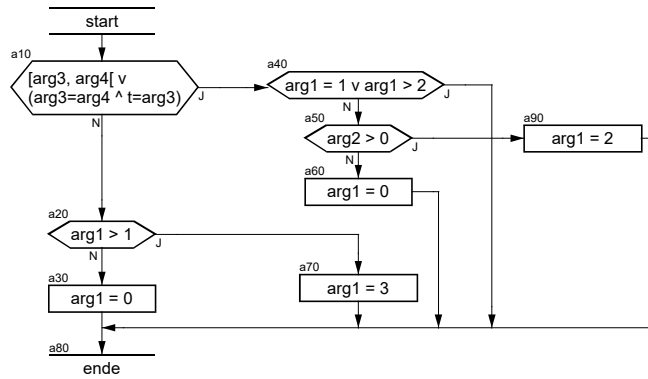 start
a10
[arg3, arg4[ v
(arg3=arg4 ^ t=arg3)
J
N
a40
arg1 = 1 v arg1 > 2
J
N
a50
arg2 > 0
J
N
a90
arg1 = 2
a60
arg1 = 0
a20
arg1 > 1
J
N
a30
arg1 = 0
a70
arg1 = 3
a80
ende